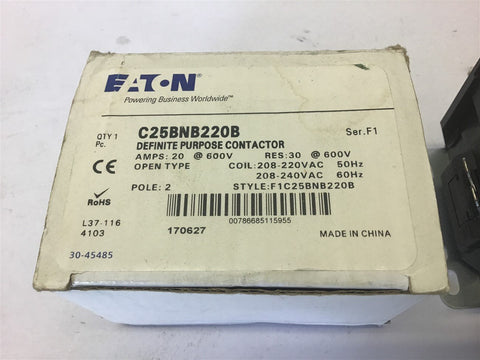 EATON
Powering Business Worldwide™
QTY 1 Pc.
C25BNB220B
Ser.F1
DEFINITE PURPOSE CONTACTOR
AMPS: 20 @ 600V RES:30 @ 600V
OPEN TYPE COIL:208-220VAC 50Hz
208-240VAC 60Hz
POLE: 2 STYLE:F1C25BNB220B
CE
RoHS
00786685115955
L37-116
4103
170627
MADE IN CHINA
30-45485